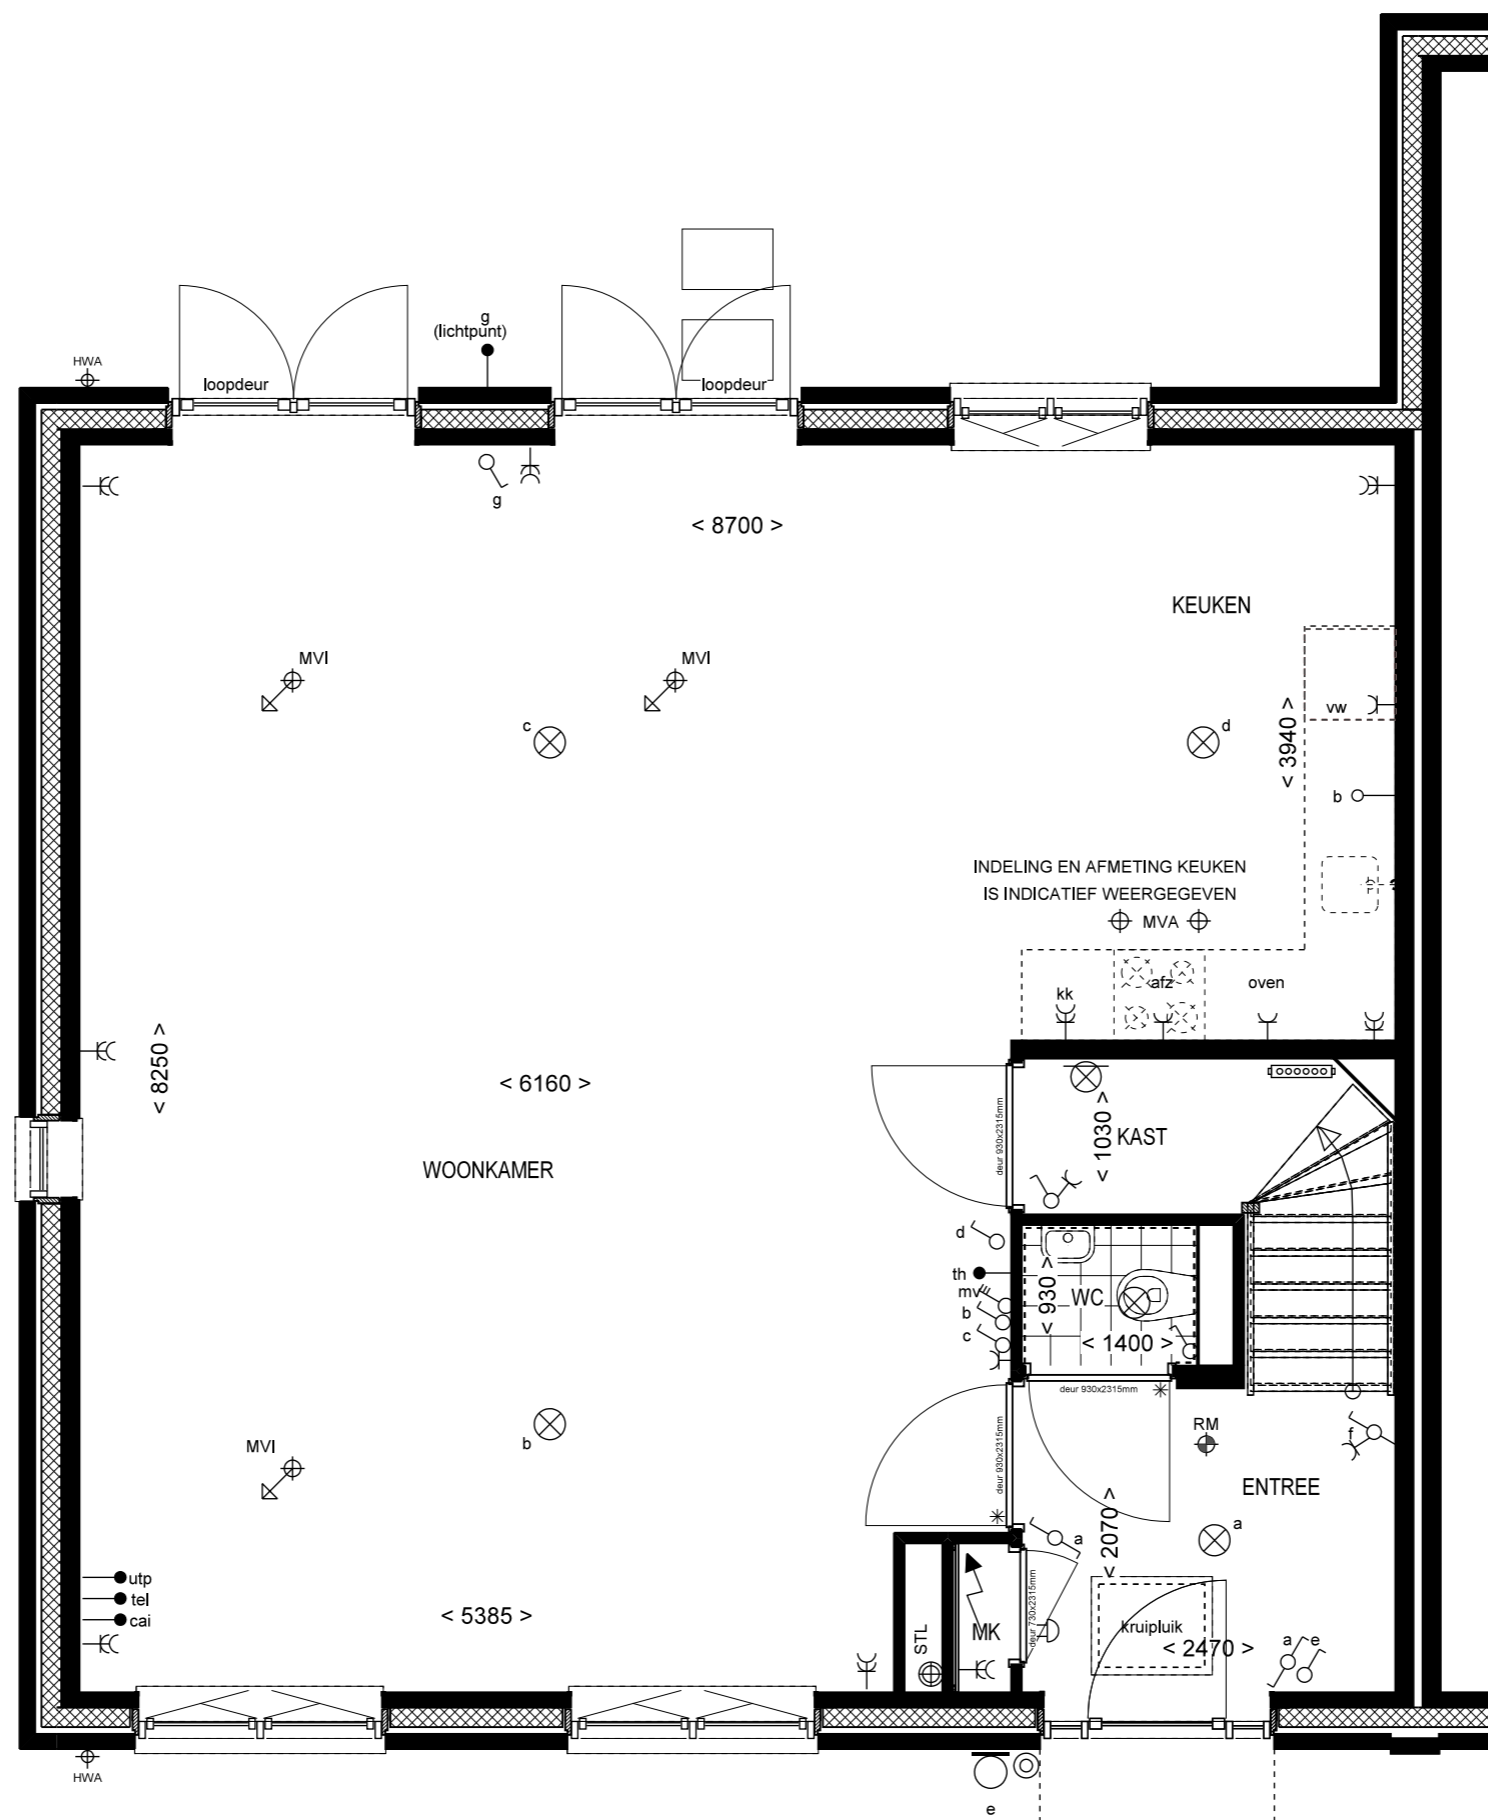 g
(lichtpunt)
HWA
loopdeur
loopdeur
g
< 8700 >
KEUKEN
MVI
MVI
c
d
vw
< 3940 >
b
INDELING EN AFMETING KEUKEN
IS INDICATIEF WEERGEGEVEN
MVA
kk
afz
oven
< 8250 >
< 6160 >
deur 930x2315mm
< 1030 >
KAST
WOONKAMER
d
th
mv
b
c
< 930 >
WC
< 1400 >
deur 930x2315mm
MVI
b
deur 930x2315mm
RM
f
ENTREE
a
< 2070 >
a
utp
tel
cai
< 5385 >
STL
MK
deur 730x2315mm
kruipluik
< 2470 >
a
e
HWA
e